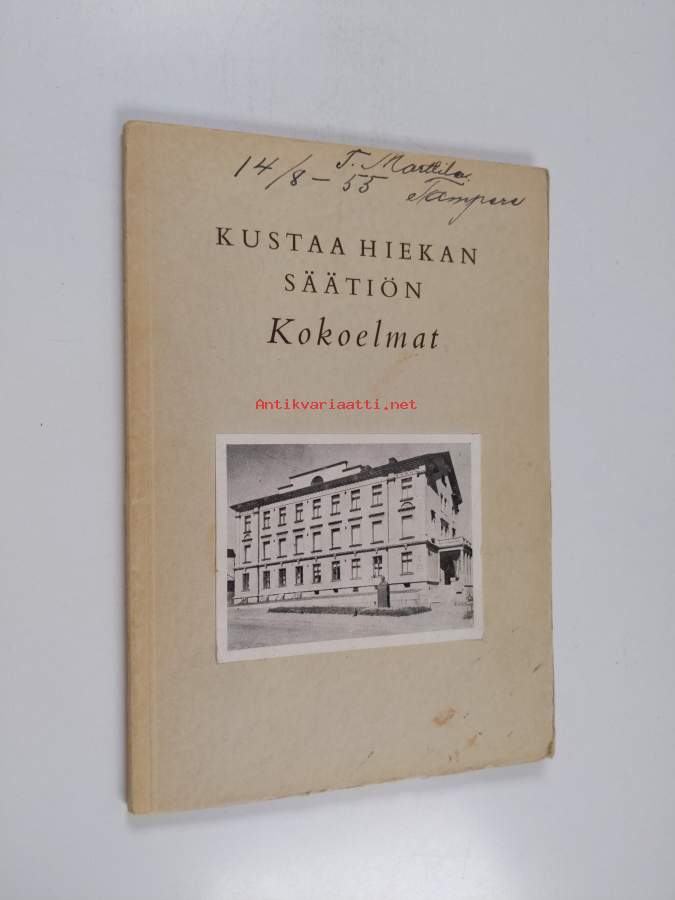 T. Marttila.
14/8 – 55 Tampere
KUSTAA HIEKAN
SÄÄTIÖN
Kokoelmat
Antikvariaatti.net